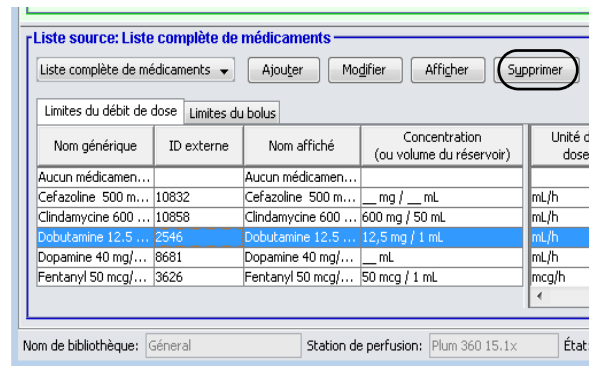 Liste source: Liste complète de médicaments
Liste complète de médicaments Ajouter Modifier Afficher Supprimer
Limites du débit de dose Limites du bolus
Nom générique ID externe Nom affiché Concentration (ou volume du réservoir) Unité d dose
Aucun médicamen... Aucun médicamen...
Cefazoline 500 m... 10832 Cefazoline 500 m... __ mg / __ mL mL/h
Clindamycine 600 ... 10858 Clindamycine 600 ... 600 mg / 50 mL mL/h
Dobutamine 12.5 ... 2546 Dobutamine 12.5 ... 12,5 mg / 1 mL mL/h
Dopamine 40 mg/... 8681 Dopamine 40 mg/... __ mL mL/h
Fentanyl 50 mcg/... 3626 Fentanyl 50 mcg/... 50 mcg / 1 mL mcg/h
Nom de bibliothèque: Géneral Station de perfusion: Plum 360 15.1x État